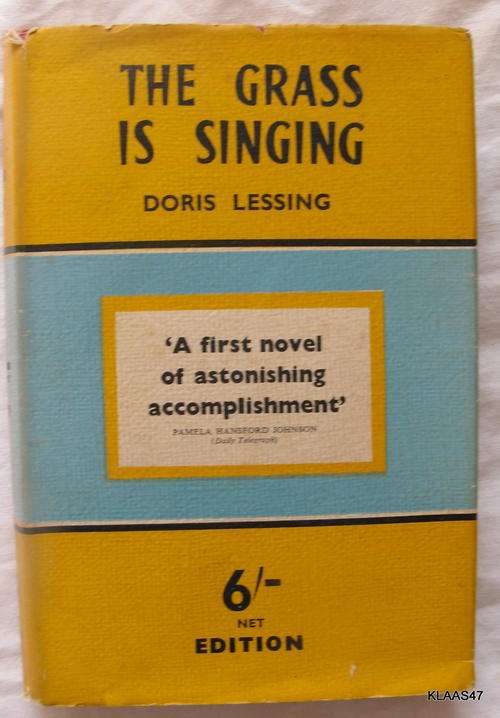 THE GRASS
IS SINGING
DORIS LESSING
'A first novel
of astonishing
accomplishment'
PAMELA HANSFORD JOHNSON
(Daily Telegraph)
6/-
NET
EDITION
KLAAS47